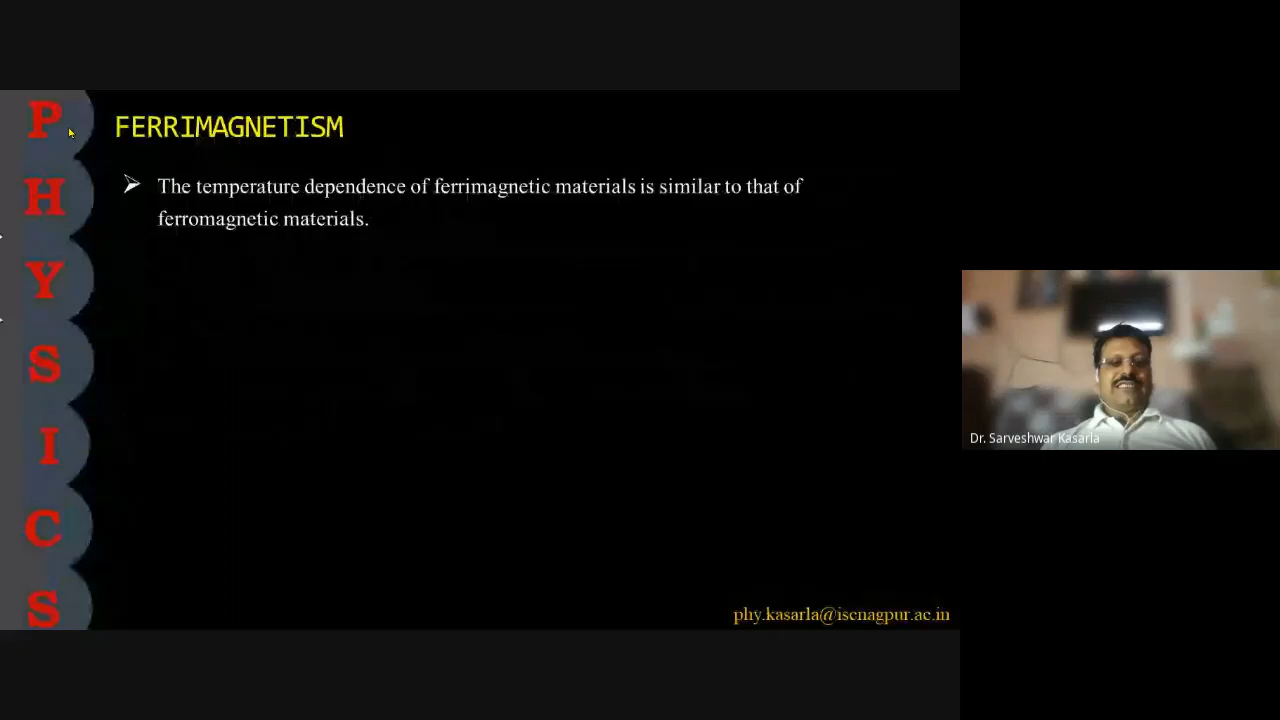 P
H
Y
S
I
C
S
FERRIMAGNETISM
The temperature dependence of ferrimagnetic materials is similar to that of
ferromagnetic materials.
phy.kasarla@iscnagpur.ac.in
Dr. Sarveshwar Kasarla